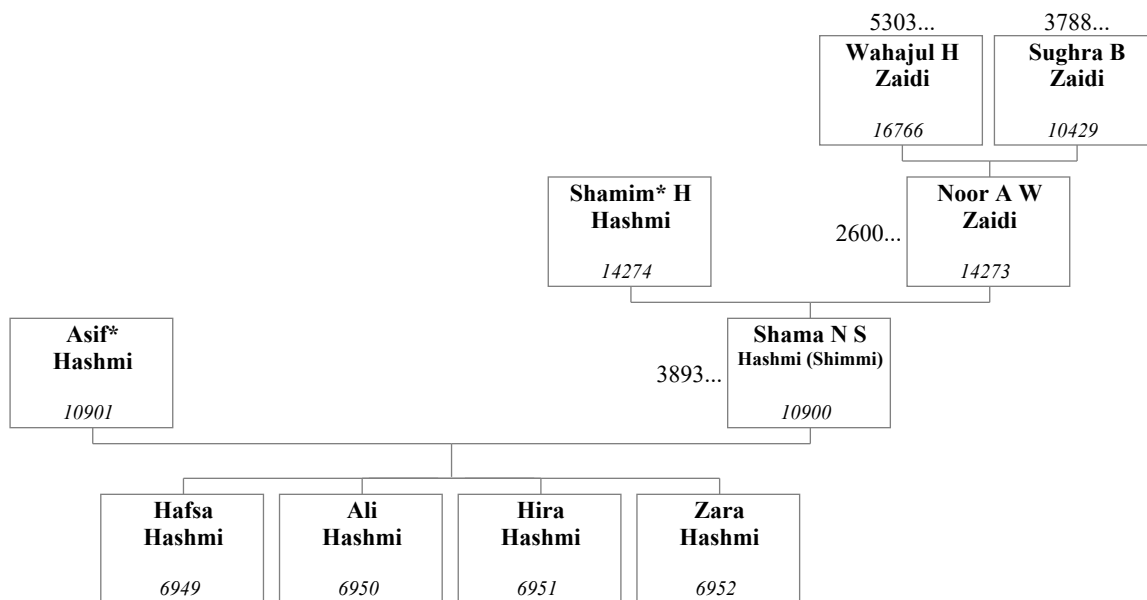 5303...
3788...
Wahajul H
Zaidi
16766
Sughra B
Zaidi
10429
Shamim* H
Hashmi
14274
2600...
Noor A W
Zaidi
14273
Asif*
Hashmi
10901
3893...
Shama N S
Hashmi (Shimmi)
10900
Hafsa
Hashmi
6949
Ali
Hashmi
6950
Hira
Hashmi
6951
Zara
Hashmi
6952